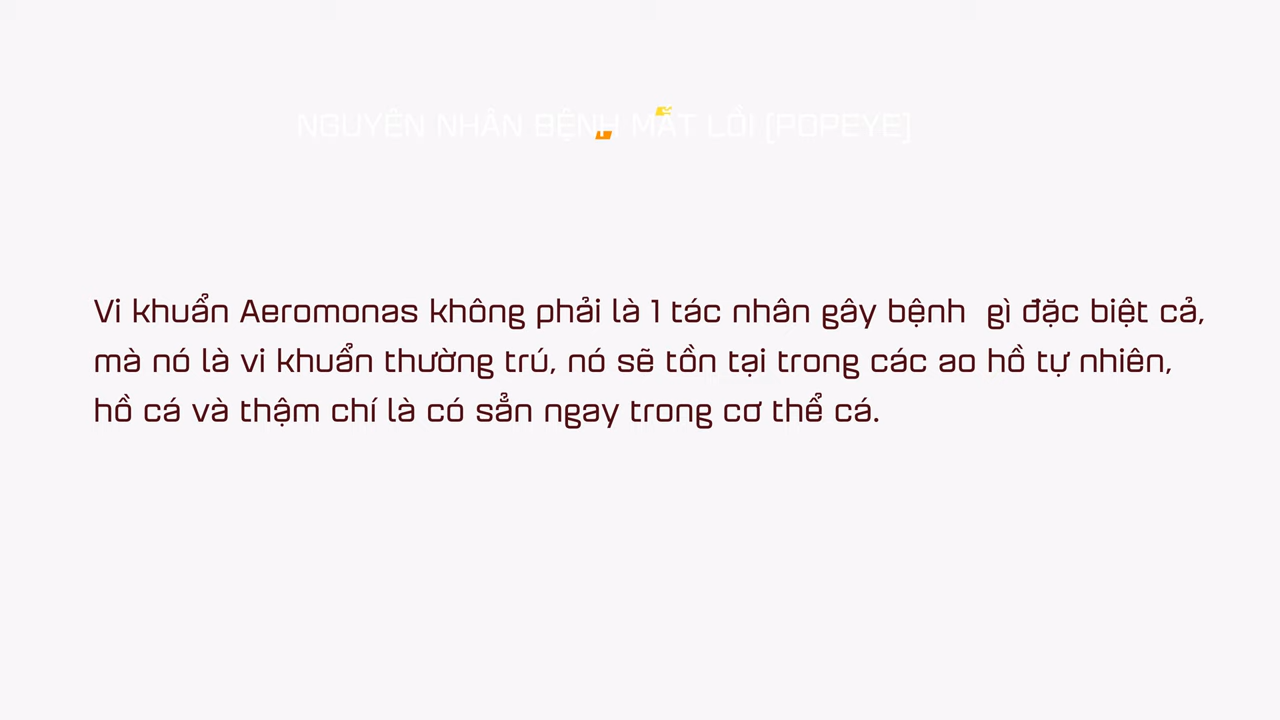 NGUYÊN NHÂN BỆNH MẮT LỒI [POPEYE]
Vi khuẩn Aeromonas không phải là 1 tác nhân gây bệnh gì đặc biệt cả,
mà nó là vi khuẩn thường trú, nó sẽ tồn tại trong các ao hồ tự nhiên,
hồ cá và thậm chí là có sẳn ngay trong cơ thể cá.